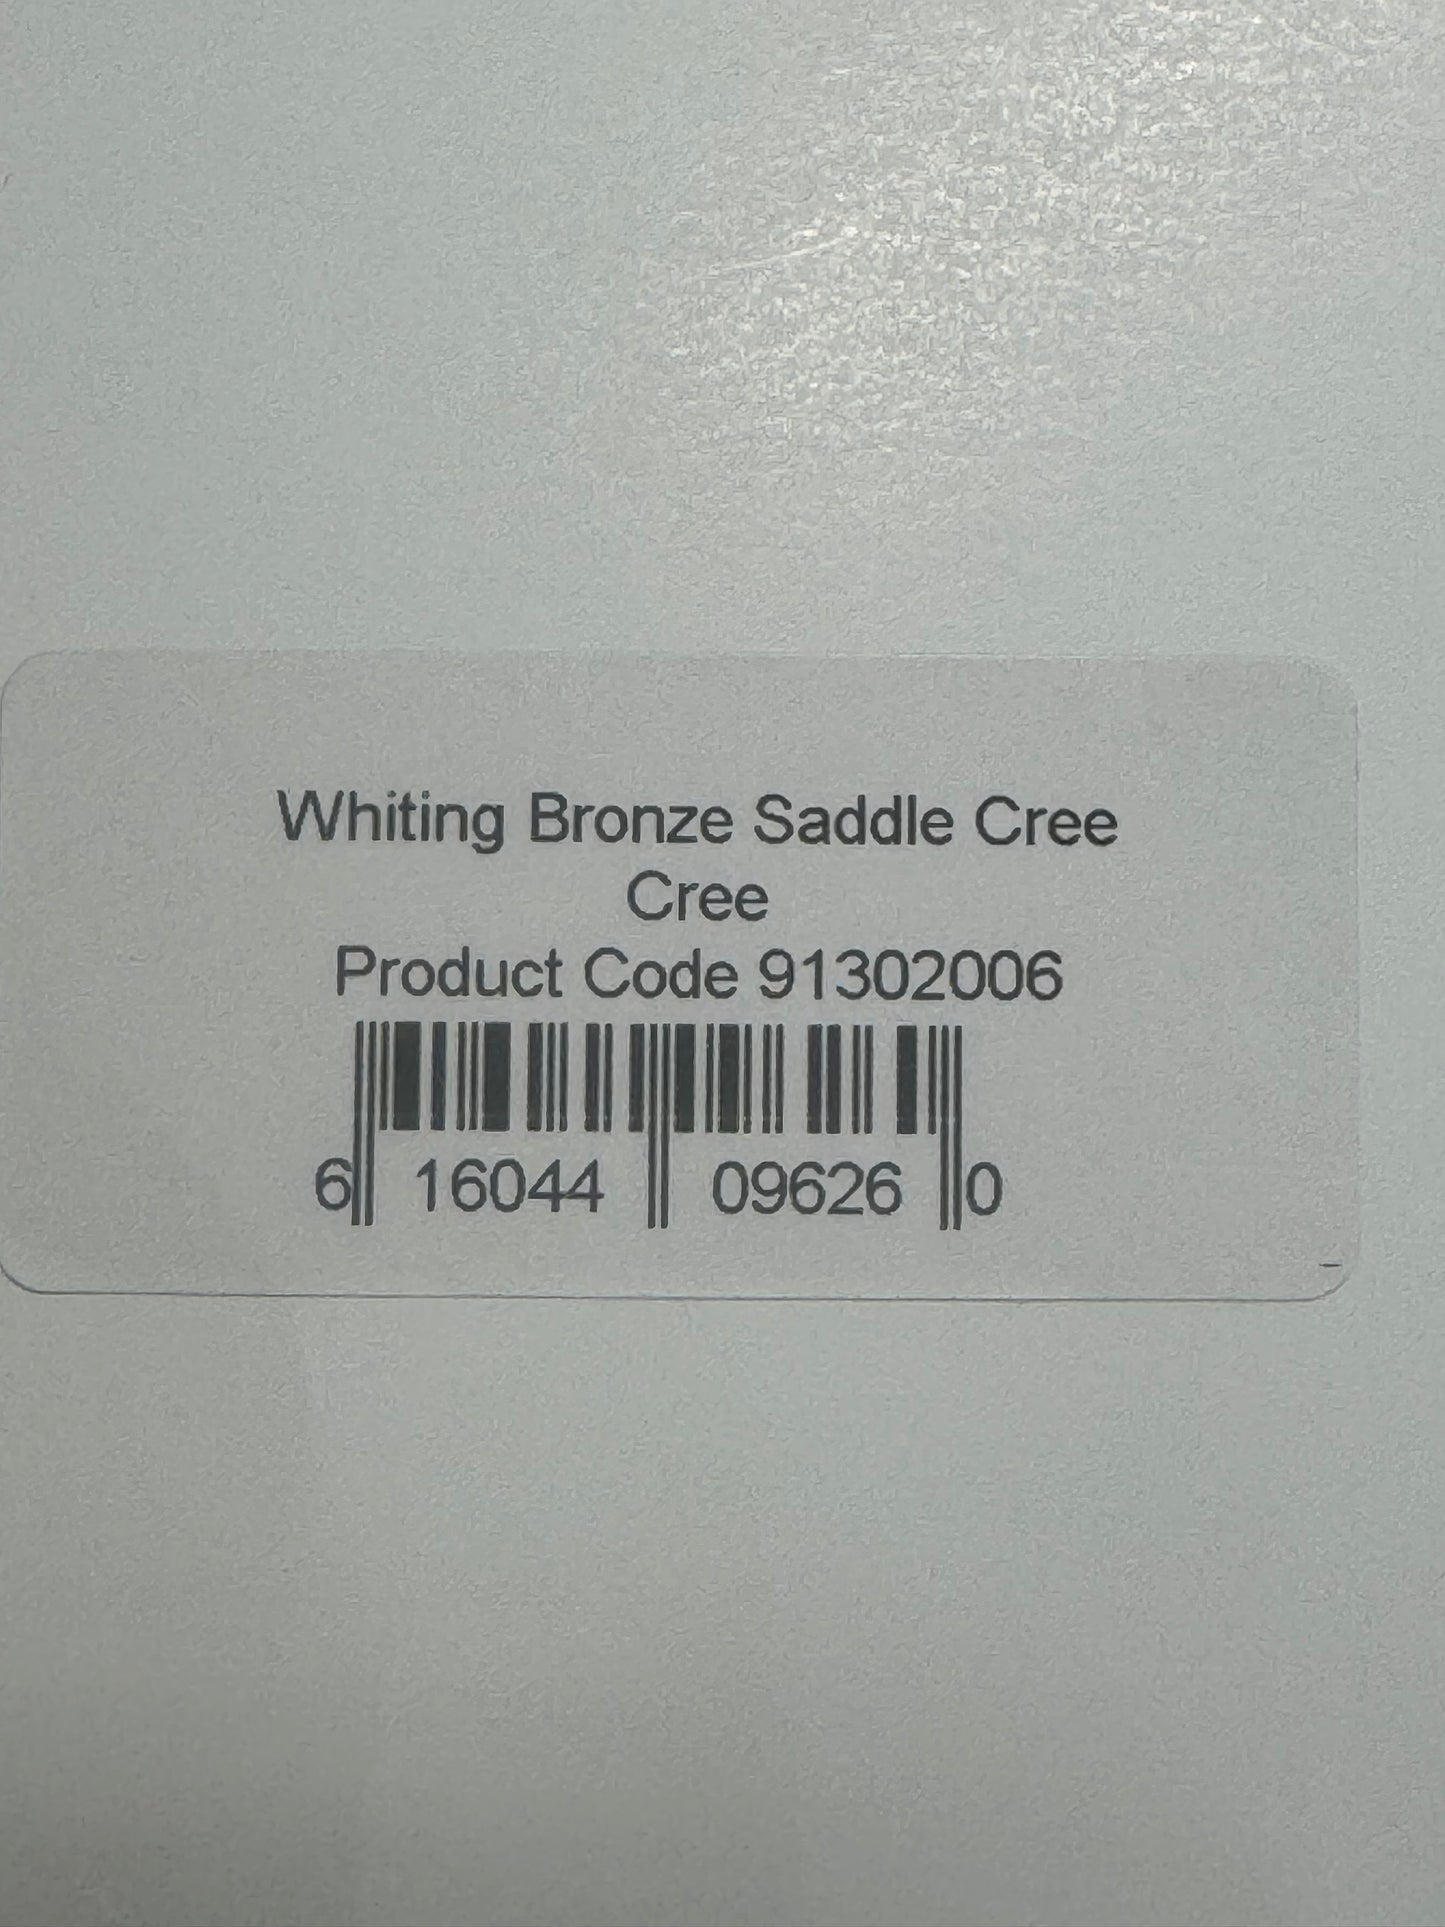 Whiting Bronze Saddle Cree
Cree
Product Code 91302006
6 16044 09626 0